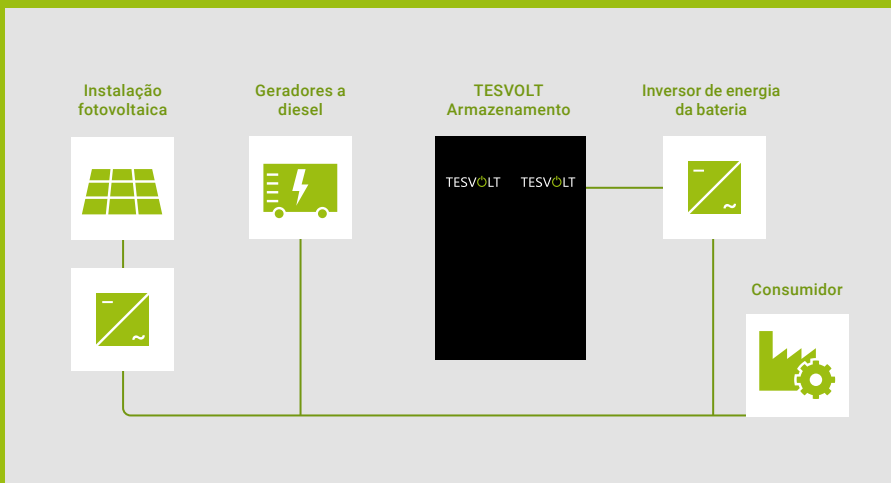 Instalação
fotovoltaica
Geradores a
diesel
TESVOLT
Armazenamento
Inversor de energia
da bateria
TESVOLT TESVOLT
Consumidor